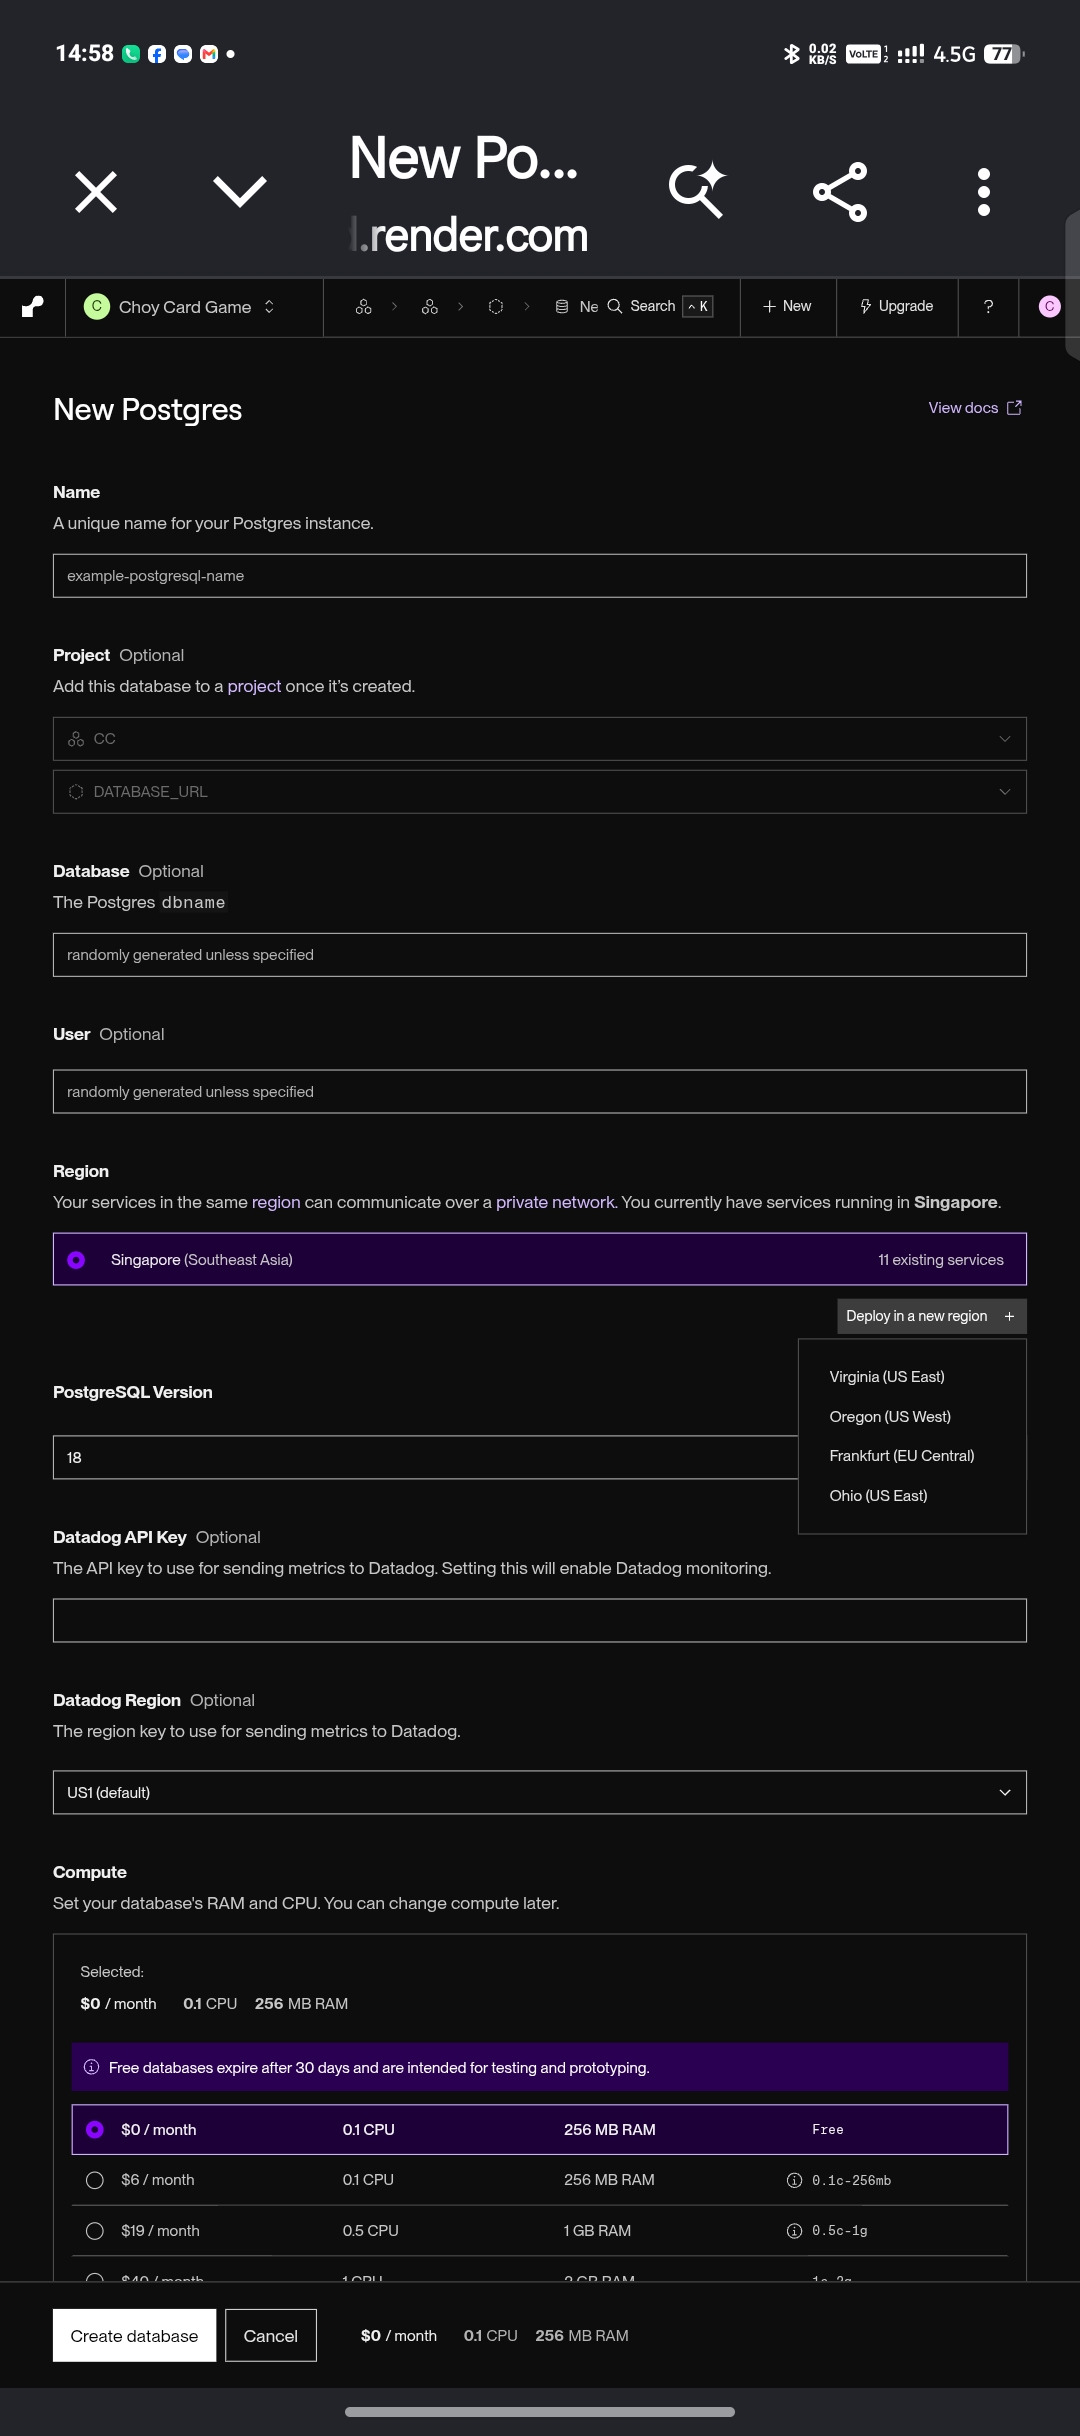 14:58
0.02 KB/S
VoLTE 1 2
4.5G
77
New Po...
.render.com
C Choy Card Game
Ne
Search ^ K
+ New
Upgrade
?
C
New Postgres
View docs
Name
A unique name for your Postgres instance.
example-postgresql-name
Project Optional
Add this database to a project once it's created.
CC
DATABASE_URL
Database Optional
The Postgres dbname
randomly generated unless specified
User Optional
randomly generated unless specified
Region
Your services in the same region can communicate over a private network. You currently have services running in Singapore.
Singapore (Southeast Asia) 11 existing services
Deploy in a new region +
Virginia (US East)
Oregon (US West)
Frankfurt (EU Central)
Ohio (US East)
PostgreSQL Version
18
Datadog API Key Optional
The API key to use for sending metrics to Datadog. Setting this will enable Datadog monitoring.
Datadog Region Optional
The region key to use for sending metrics to Datadog.
US1 (default)
Compute
Set your database's RAM and CPU. You can change compute later.
Selected:
$0 / month 0.1 CPU 256 MB RAM
Free databases expire after 30 days and are intended for testing and prototyping.
$0 / month 0.1 CPU 256 MB RAM Free
$6 / month 0.1 CPU 256 MB RAM 0.1c-256mb
$19 / month 0.5 CPU 1 GB RAM 0.5c-1g
Create database
Cancel
$0 / month 0.1 CPU 256 MB RAM